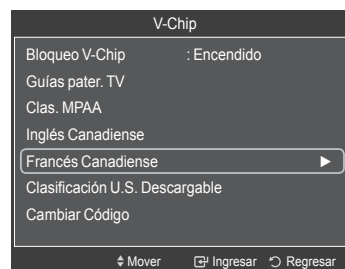 V-Chip
Bloqueo V-Chip : Encendido
Guías pater. TV
Clas. MPAA
Inglés Canadiense
Francés Canadiense
Clasificación U.S. Descargable
Cambiar Código
Mover Ingresar Regresar